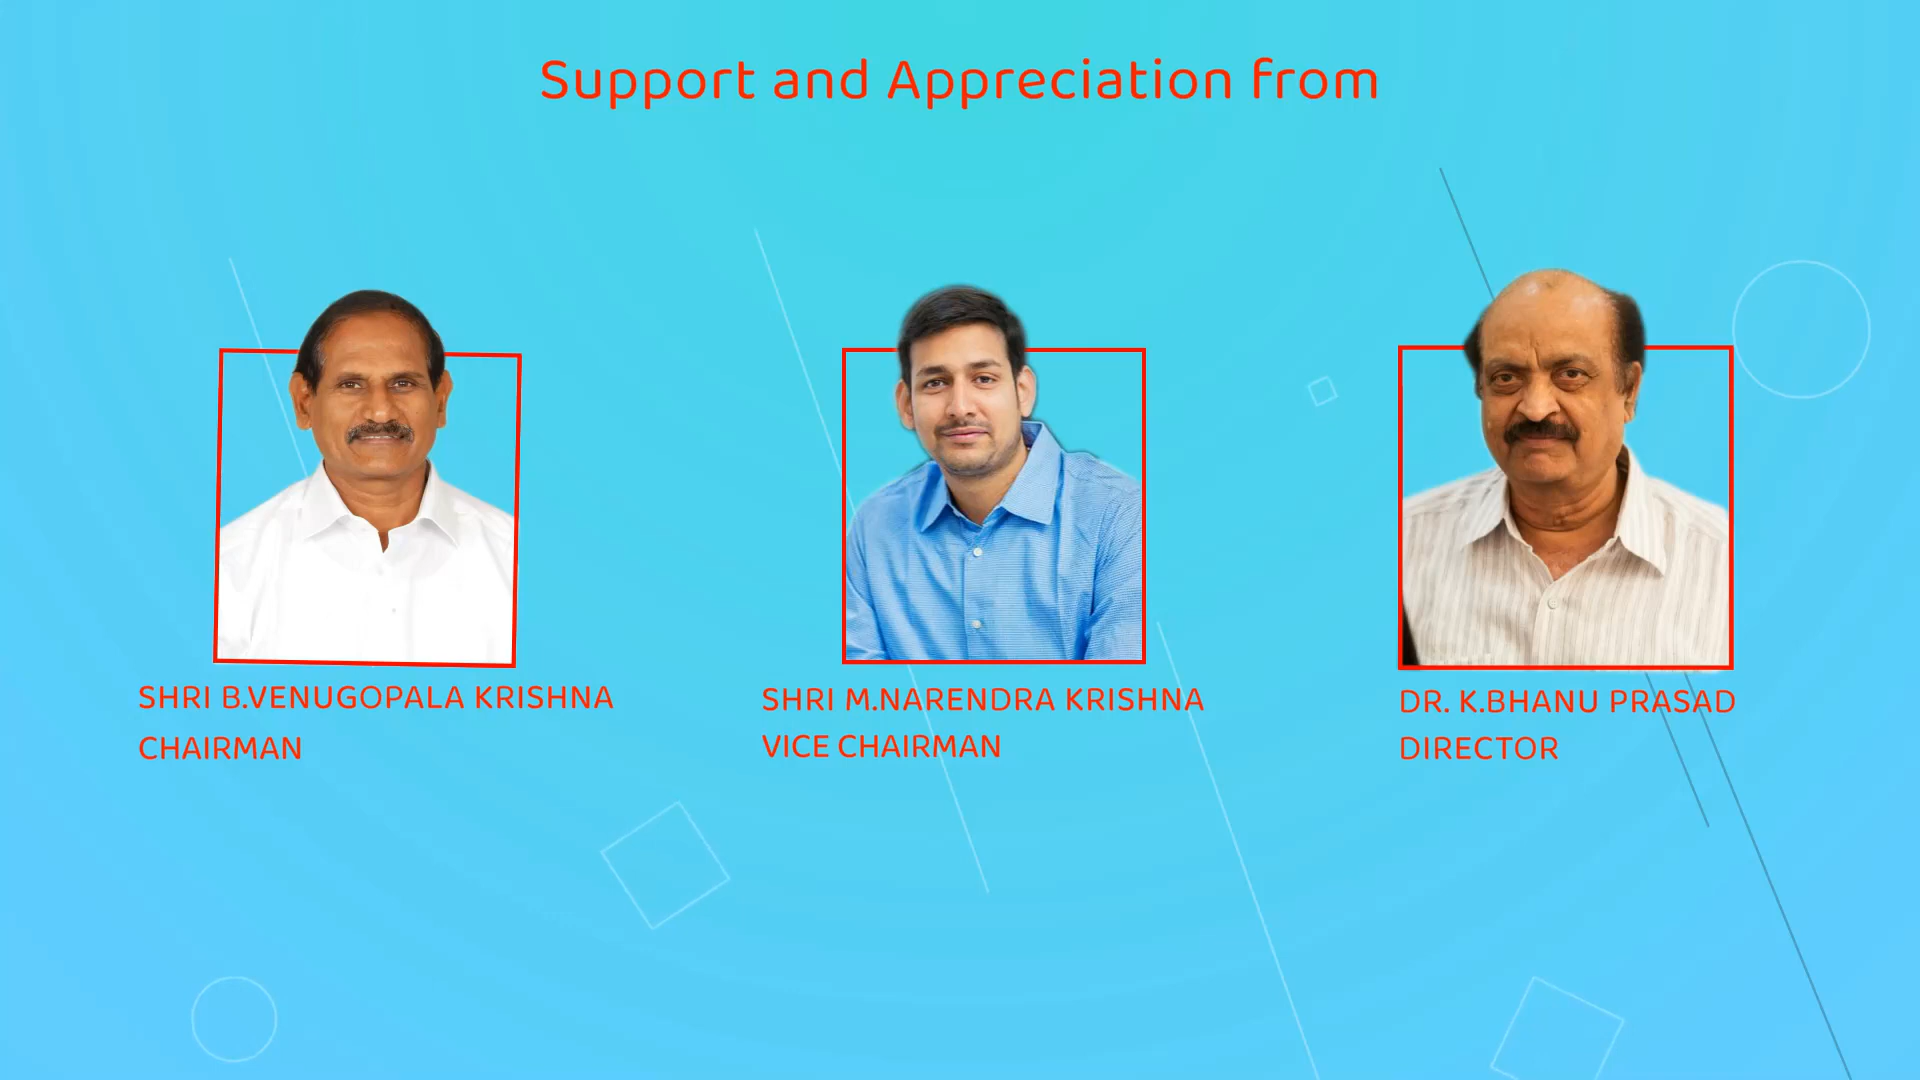 Support and Appreciation from
SHRI B.VENUGOPALA KRISHNA
CHAIRMAN
SHRI M.NARENDRA KRISHNA
VICE CHAIRMAN
DR. K.BHANU PRASAD
DIRECTOR